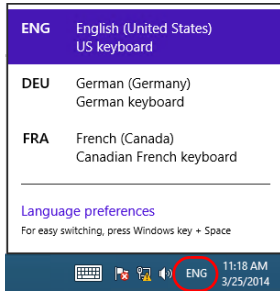 ENG English (United States)
US keyboard
DEU German (Germany)
German keyboard
FRA French (Canada)
Canadian French keyboard
Language preferences
For easy switching, press Windows key + Space
ENG 11:18 AM
3/25/2014